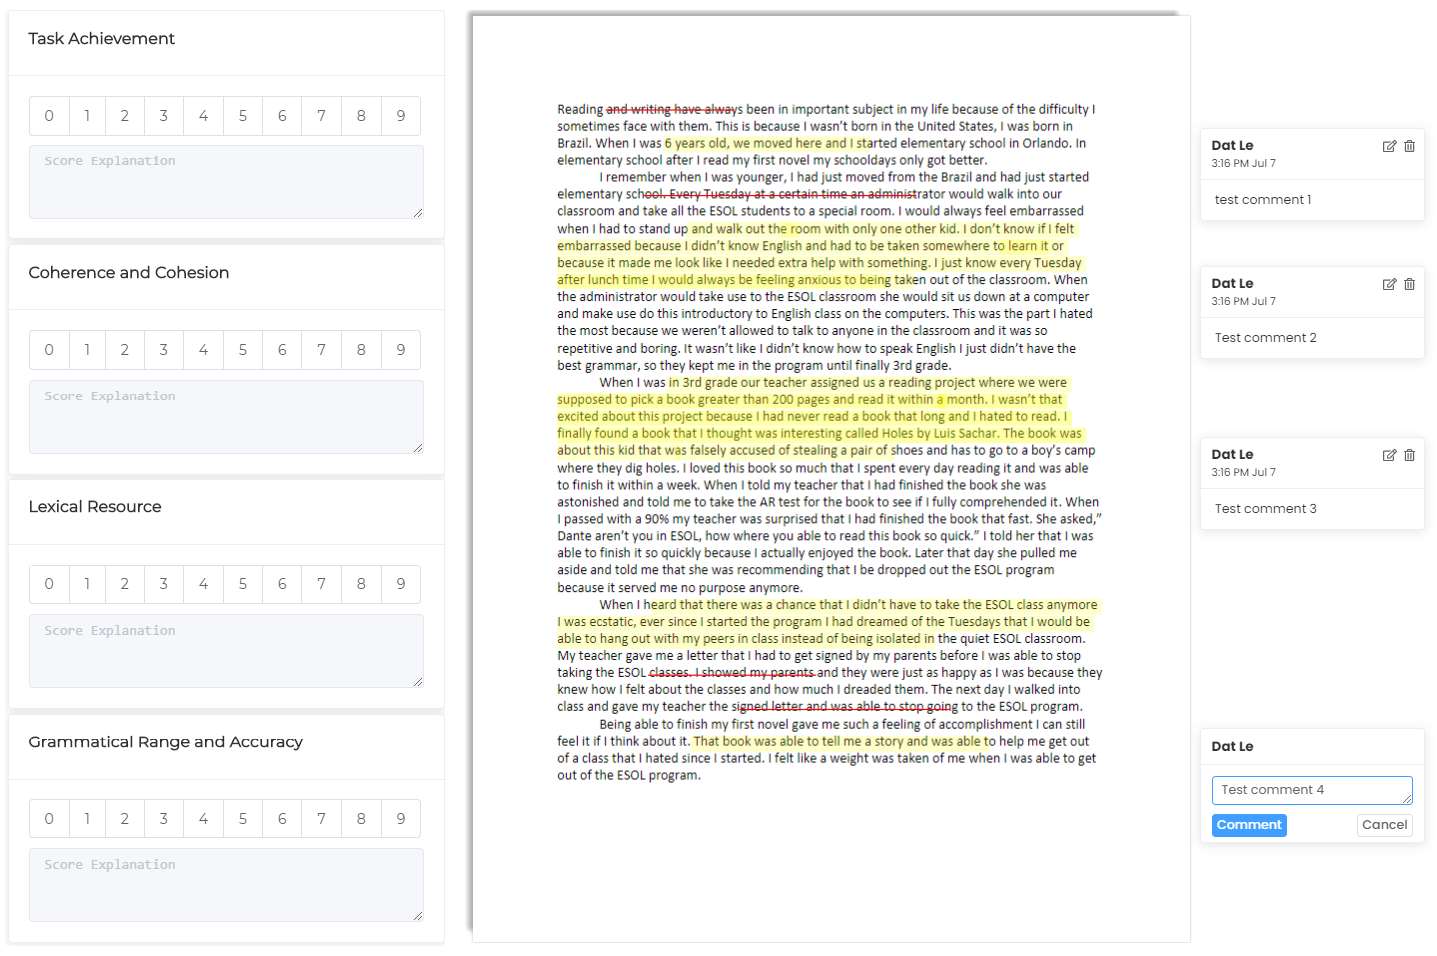 Task Achievement
0 1 2 3 4 5 6 7 8 9
Score Explanation
Coherence and Cohesion
0 1 2 3 4 5 6 7 8 9
Score Explanation
Lexical Resource
0 1 2 3 4 5 6 7 8 9
Score Explanation
Grammatical Range and Accuracy
0 1 2 3 4 5 6 7 8 9
Score Explanation
Reading and writing have always been in important subject in my life because of the difficulty I
sometimes face with them. This is because I wasn't born in the United States, I was born in
Brazil. When I was 6 years old, we moved here and I started elementary school in Orlando. In
elementary school after I read my first novel my schooldays only got better.
I remember when I was younger, I had just moved from the Brazil and had just started
elementary school. Every Tuesday at a certain time an administrator would walk into our
classroom and take all the ESOL students to a special room. I would always feel embarrassed
when I had to stand up and walk out the room with only one other kid. I don't know if I felt
embarrassed because I didn't know English and had to be taken somewhere to learn it or
because it made me look like I needed extra help with something. I just know every Tuesday
after lunch time I would always be feeling anxious to being taken out of the classroom. When
the administrator would take use to the ESOL classroom she would sit us down at a computer
and make use do this introductory to English class on the computers. This was the part I hated
the most because we weren't allowed to talk to anyone in the classroom and it was so
repetitive and boring. It wasn't like I didn't know how to speak English I just didn't have the
best grammar, so they kept me in the program until finally 3rd grade.
When I was in 3rd grade our teacher assigned us a reading project where we were
supposed to pick a book greater than 200 pages and read it within a month. I wasn't that
excited about this project because I had never read a book that long and I hated to read. I
finally found a book that I thought was interesting called Holes by Luis Sachar. The book was
about this kid that was falsely accused of stealing a pair of shoes and has to go to a boy's camp
where they dig holes. I loved this book so much that I spent every day reading it and was able
to finish it within a week. When I told my teacher that I had finished the book she was
astonished and told me to take the AR test for the book to see if I fully comprehended it. When
I passed with a 90% my teacher was surprised that I had finished the book that fast. She asked,"
Dante aren't you in ESOL, how where you able to read this book so quick." I told her that I was
able to finish it so quickly because I actually enjoyed the book. Later that day she pulled me
aside and told me that she was recommending that I be dropped out the ESOL program
because it served me no purpose anymore.
When I heard that there was a chance that I didn't have to take the ESOL class anymore
I was ecstatic, ever since I started the program I had dreamed of the Tuesdays that I would be
able to hang out with my peers in class instead of being isolated in the quiet ESOL classroom.
My teacher gave me a letter that I had to get signed by my parents before I was able to stop
taking the ESOL classes. I showed my parents and they were just as happy as I was because they
knew how I felt about the classes and how much I dreaded them. The next day I walked into
class and gave my teacher the signed letter and was able to stop going to the ESOL program.
Being able to finish my first novel gave me such a feeling of accomplishment I can still
feel it if I think about it. That book was able to tell me a story and was able to help me get out
of a class that I hated since I started. I felt like a weight was taken of me when I was able to get
out of the ESOL program.
Dat Le
3:16 PM Jul 7
test comment 1
Dat Le
3:16 PM Jul 7
Test comment 2
Dat Le
3:16 PM Jul 7
Test comment 3
Dat Le
Test comment 4
Comment Cancel